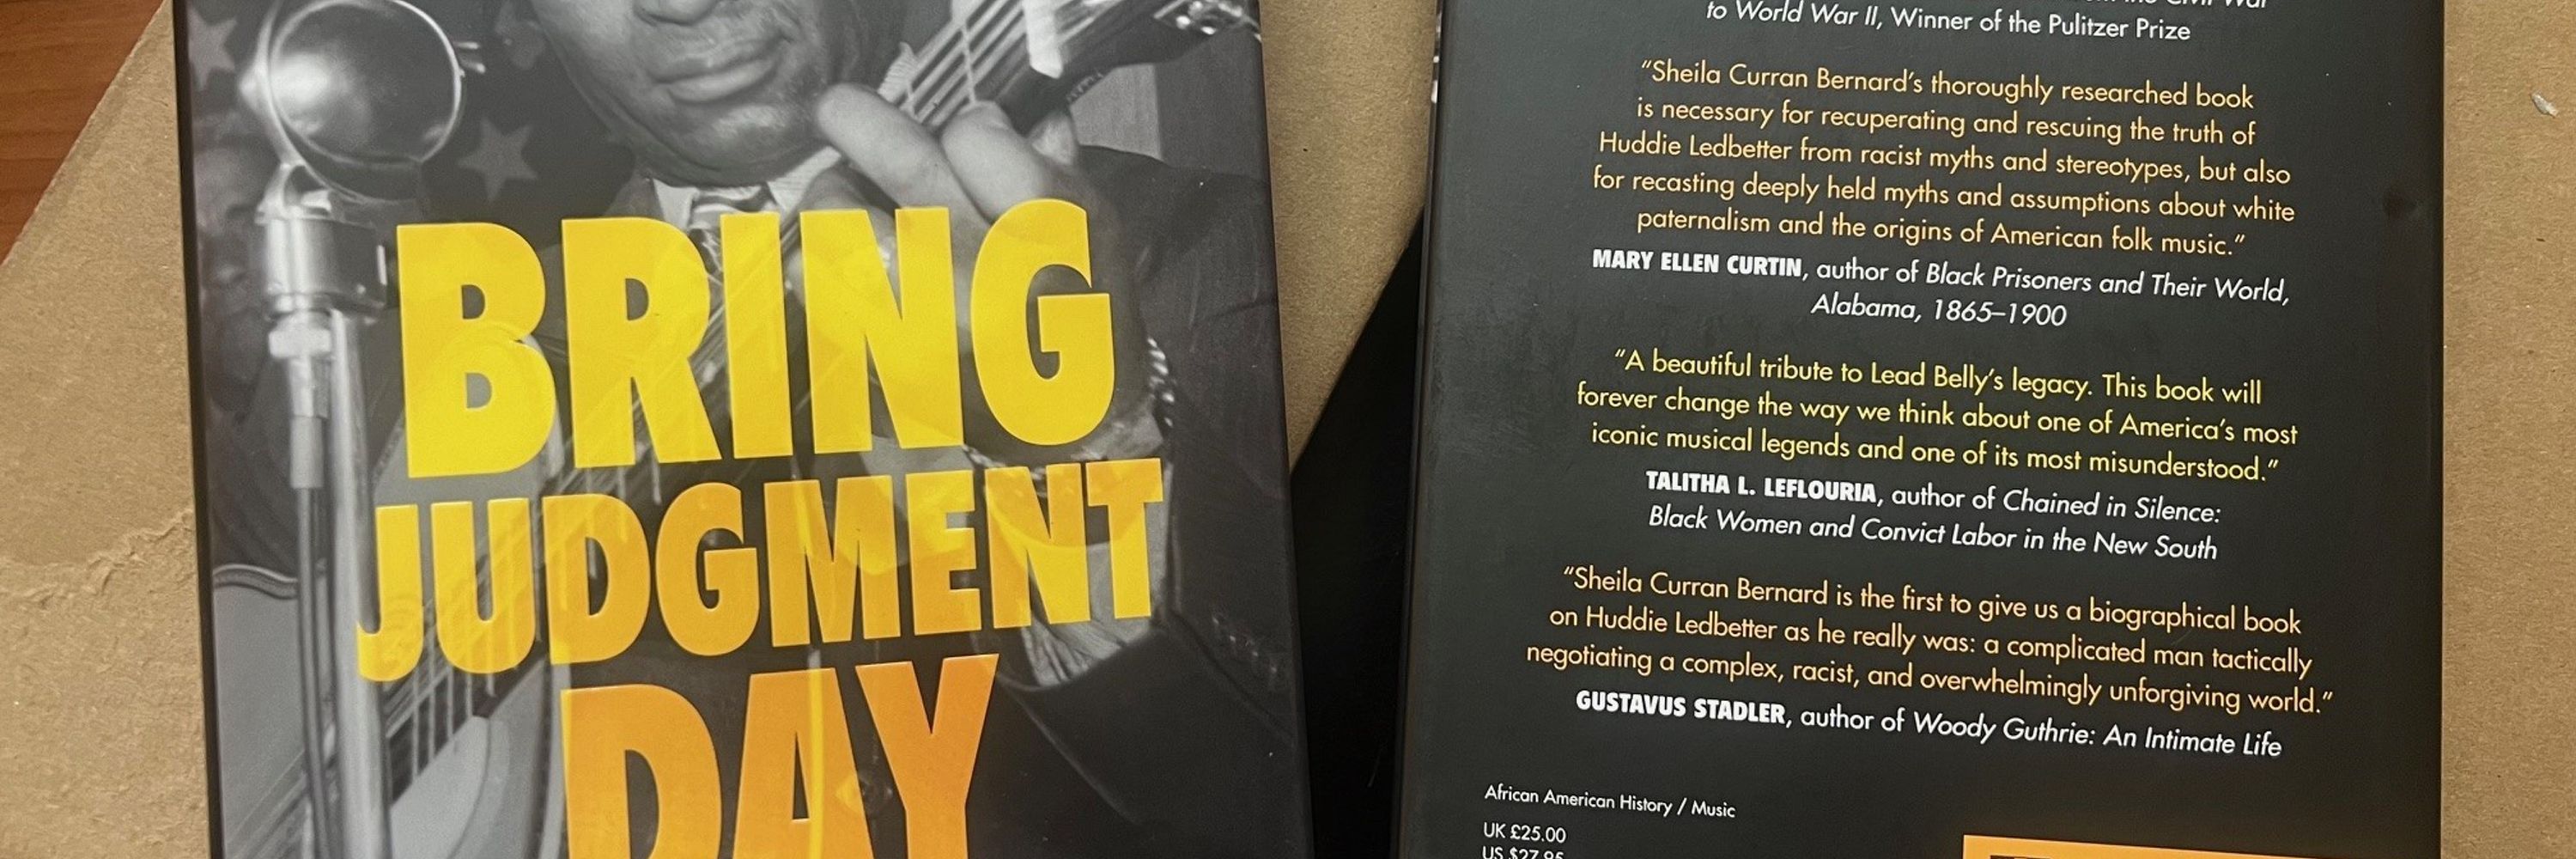 BRING
JUDGMENT
DAY
to World War II, Winner of the Pulitzer Prize
“Sheila Curran Bernard’s thoroughly researched book
is necessary for recuperating and rescuing the truth of
Huddie Ledbetter from racist myths and stereotypes, but also
for recasting deeply held myths and assumptions about white
paternalism and the origins of American folk music.”
MARY ELLEN CURTIN, author of Black Prisoners and Their World,
Alabama, 1865–1900
“A beautiful tribute to Lead Belly’s legacy. This book will
forever change the way we think about one of America’s most
iconic musical legends and one of its most misunderstood.”
TALITHA L. LEFLOURIA, author of Chained in Silence:
Black Women and Convict Labor in the New South
“Sheila Curran Bernard is the first to give us a biographical book
on Huddie Ledbetter as he really was: a complicated man tactically
negotiating a complex, racist, and overwhelmingly unforgiving world.”
GUSTAVUS STADLER, author of Woody Guthrie: An Intimate Life
African American History / Music
UK £25.00
US $27.95